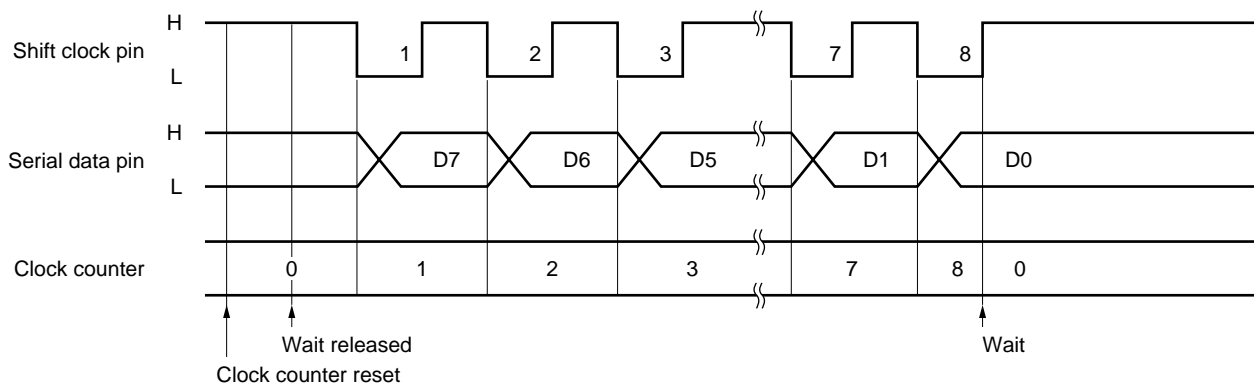 H
Shift clock pin
1 2 3 7 8
L
H
Serial data pin
D7 D6 D5 D1 D0
L
Clock counter
0 1 2 3 7 8 0
Wait released
Wait
Clock counter reset